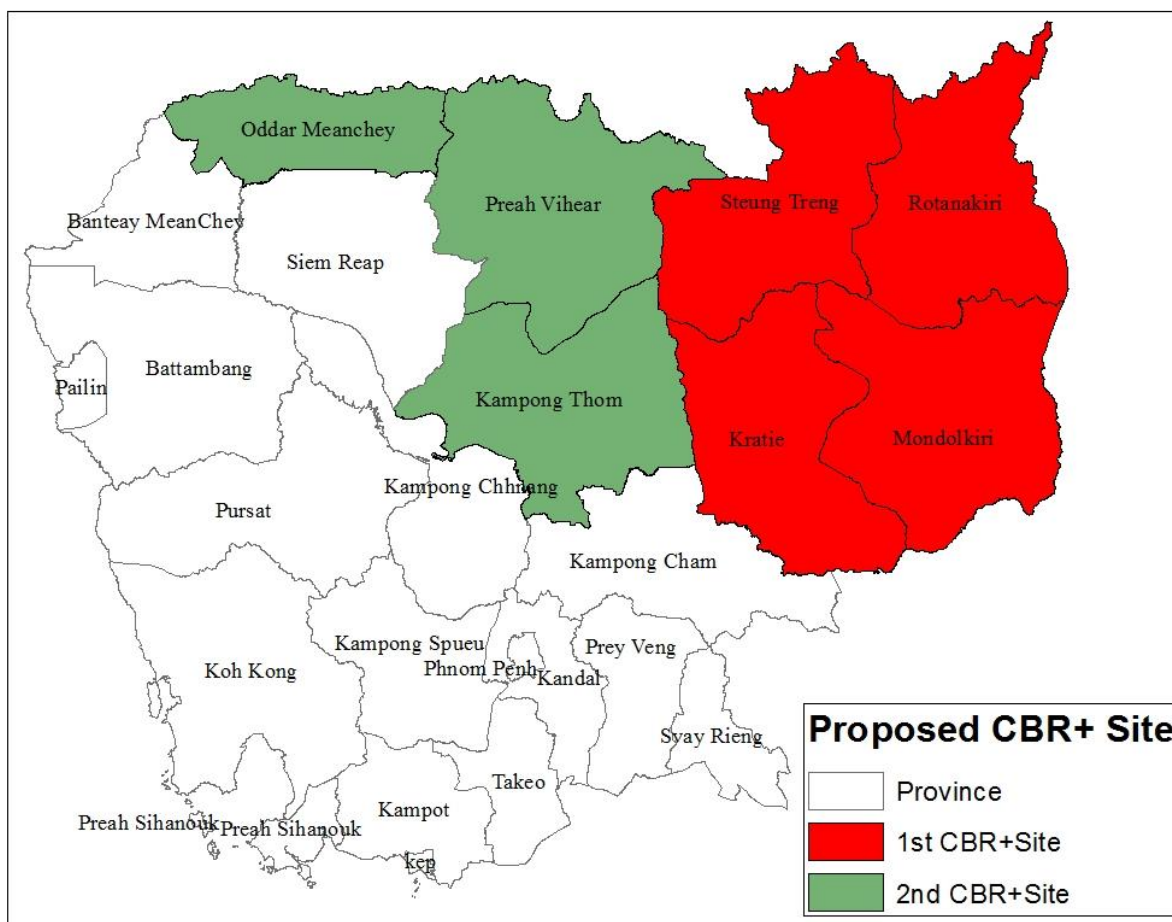 Oddar Meanchey
Preah Vihear
Steung Treng
Rotanakiri
Banteay MeanChey
Siem Reap
Pailin
Battambang
Kampong Thom
Kratie
Mondolkiri
Kampong Chhnang
Pursat
Kampong Cham
Koh Kong
Kampong Spueu
Phnom Penh
Kandal
Prey Veng
Svay Rieng
Takeo
Kampot
Preah Sihanouk
Preah Sihanouk
kep
Proposed CBR+ Site
Province
1st CBR+Site
2nd CBR+Site